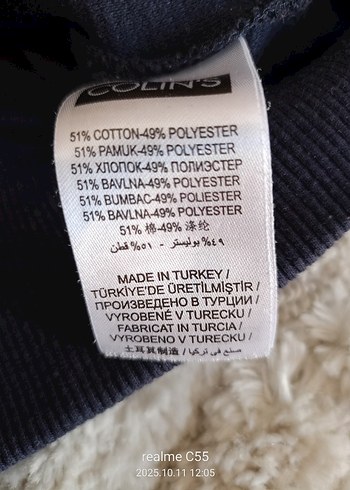 COLIN'S
51% COTTON-49% POLYESTER
51% PAMUK-49% POLYESTER
51% ХЛОПОК-49% ПОЛИЭСТЕР
51% BAVLNA-49% POLYESTER
51% BUMBAC-49% POLIESTER
51% BAVLNA-49% POLYESTER
51% 棉-49% 涤纶
٤٩% بوليستر - ٥١% قطن
MADE IN TURKEY /
TÜRKİYE'DE ÜRETİLMİŞTİR /
ПРОИЗВЕДЕНО В ТУРЦИИ /
VYROBENÉ V TURECKU /
FABRICAT IN TURCIA /
VYROBENO V TURECKU /
土耳其制造 / صنع في تركيا
realme C55
2025.10.11 12:05